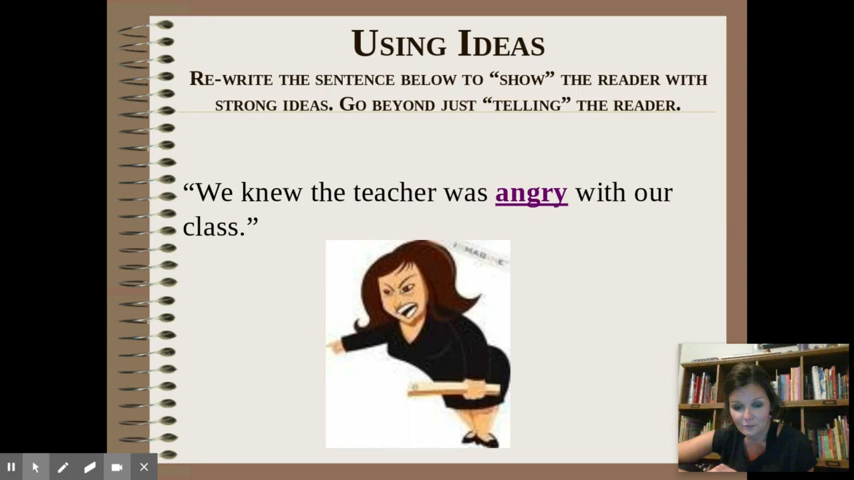 USING IDEAS
RE-WRITE THE SENTENCE BELOW TO “SHOW” THE READER WITH
STRONG IDEAS. GO BEYOND JUST “TELLING” THE READER.
“We knew the teacher was angry with our
class.”